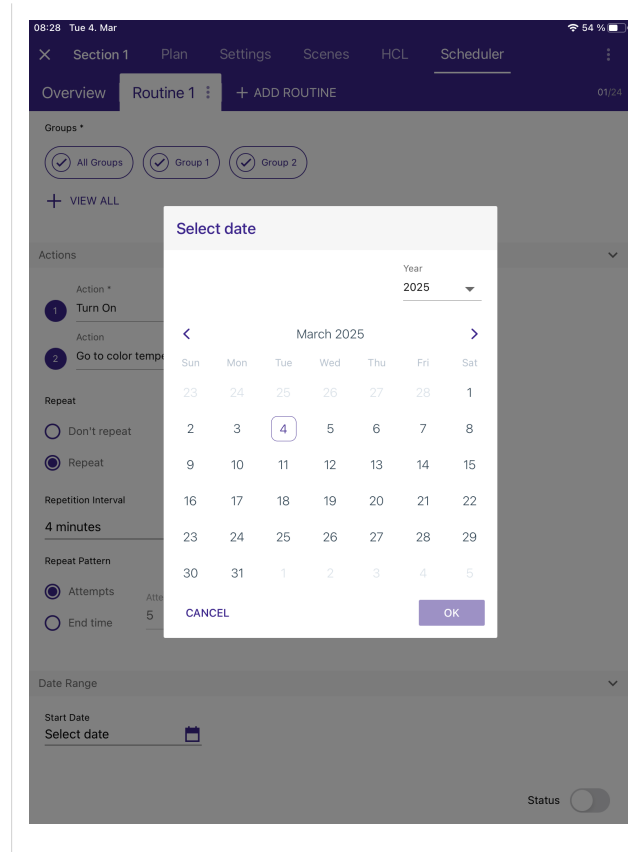 08:28 Tue 4. Mar 54 %
Section 1 Plan Settings Scenes HCL Scheduler
Overview Routine 1 + ADD ROUTINE 01/24
Groups *
All Groups Group 1 Group 2
+ VIEW ALL
Select date
Actions
Year
2025
Action *
1 Turn On
March 2025
Action
2 Go to color tempe
Sun Mon Tue Wed Thu Fri Sat
23 24 25 26 27 28 1
Repeat
Don't repeat
2 3 4 5 6 7 8
Repeat
9 10 11 12 13 14 15
Repetition Interval
16 17 18 19 20 21 22
4 minutes
23 24 25 26 27 28 29
Repeat Pattern
30 31 1 2 3 4 5
Attempts
Atte
5
End time
CANCEL OK
Date Range
Start Date
Select date
Status